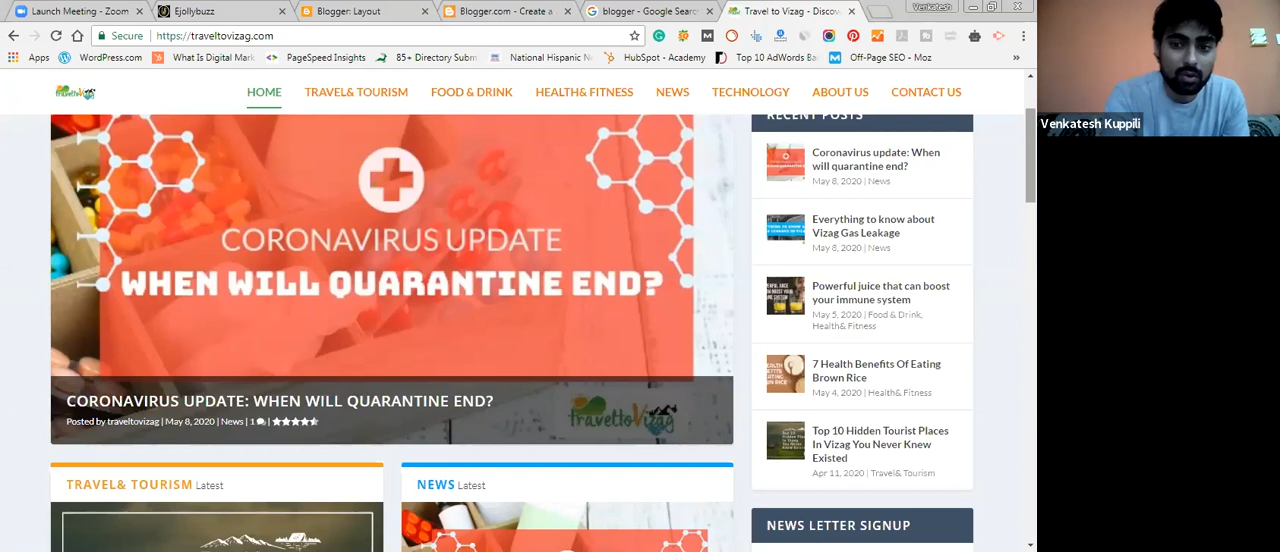 Launch Meeting - Zoom
Ejollybuzz
Blogger: Layout
Blogger.com - Create a
blogger - Google Sear
Travel to Vizag - Discov
Venkatesh
Secure
https://traveltovizag.com
Apps
WordPress.com
What Is Digital Mark
PageSpeed Insights
85+ Directory Subm
National Hispanic N
HubSpot - Academy
Top 10 AdWords Ba
Off-Page SEO - Moz
»
Venkatesh Kuppili
HOME
TRAVEL& TOURISM
FOOD & DRINK
HEALTH& FITNESS
NEWS
TECHNOLOGY
ABOUT US
CONTACT US
CORONAVIRUS UPDATE
WHEN WILL QUARANTINE END?
CORONAVIRUS UPDATE: WHEN WILL QUARANTINE END?
Posted by traveltovizag | May 8, 2020 | News | 1
TravettoVizag
TRAVEL& TOURISM Latest
NEWS Latest
RECENT POSTS
Coronavirus update: When
will quarantine end?
May 8, 2020 | News
Everything to know about
Vizag Gas Leakage
May 8, 2020 | News
Powerful juice that can boost
your immune system
May 5, 2020 | Food & Drink,
Health& Fitness
7 Health Benefits Of Eating
Brown Rice
May 4, 2020 | Health& Fitness
Top 10 Hidden Tourist Places
In Vizag You Never Knew
Existed
Apr 11, 2020 | Travel& Tourism
NEWS LETTER SIGNUP